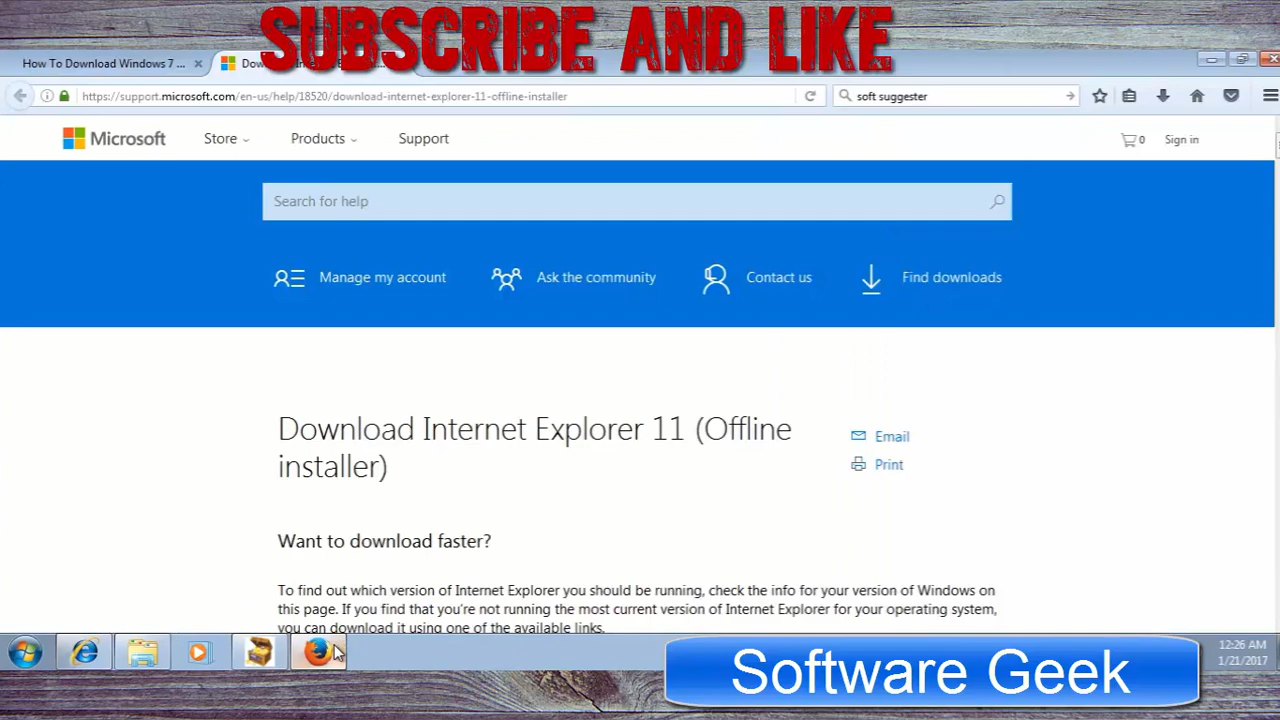 SUBSCRIBE AND LIKE
How To Download Windows 7 ...
Dow
https://support.microsoft.com/en-us/help/18520/download-internet-explorer-11-offline-installer
soft suggester
Microsoft
Store
Products
Support
0
Sign in
Search for help
Manage my account
Ask the community
Contact us
Find downloads
Download Internet Explorer 11 (Offline
installer)
Email
Print
Want to download faster?
To find out which version of Internet Explorer you should be running, check the info for your version of Windows on
this page. If you find that you're not running the most current version of Internet Explorer for your operating system,
you can download it using one of the available links.
Software Geek
12:26 AM
1/21/2017